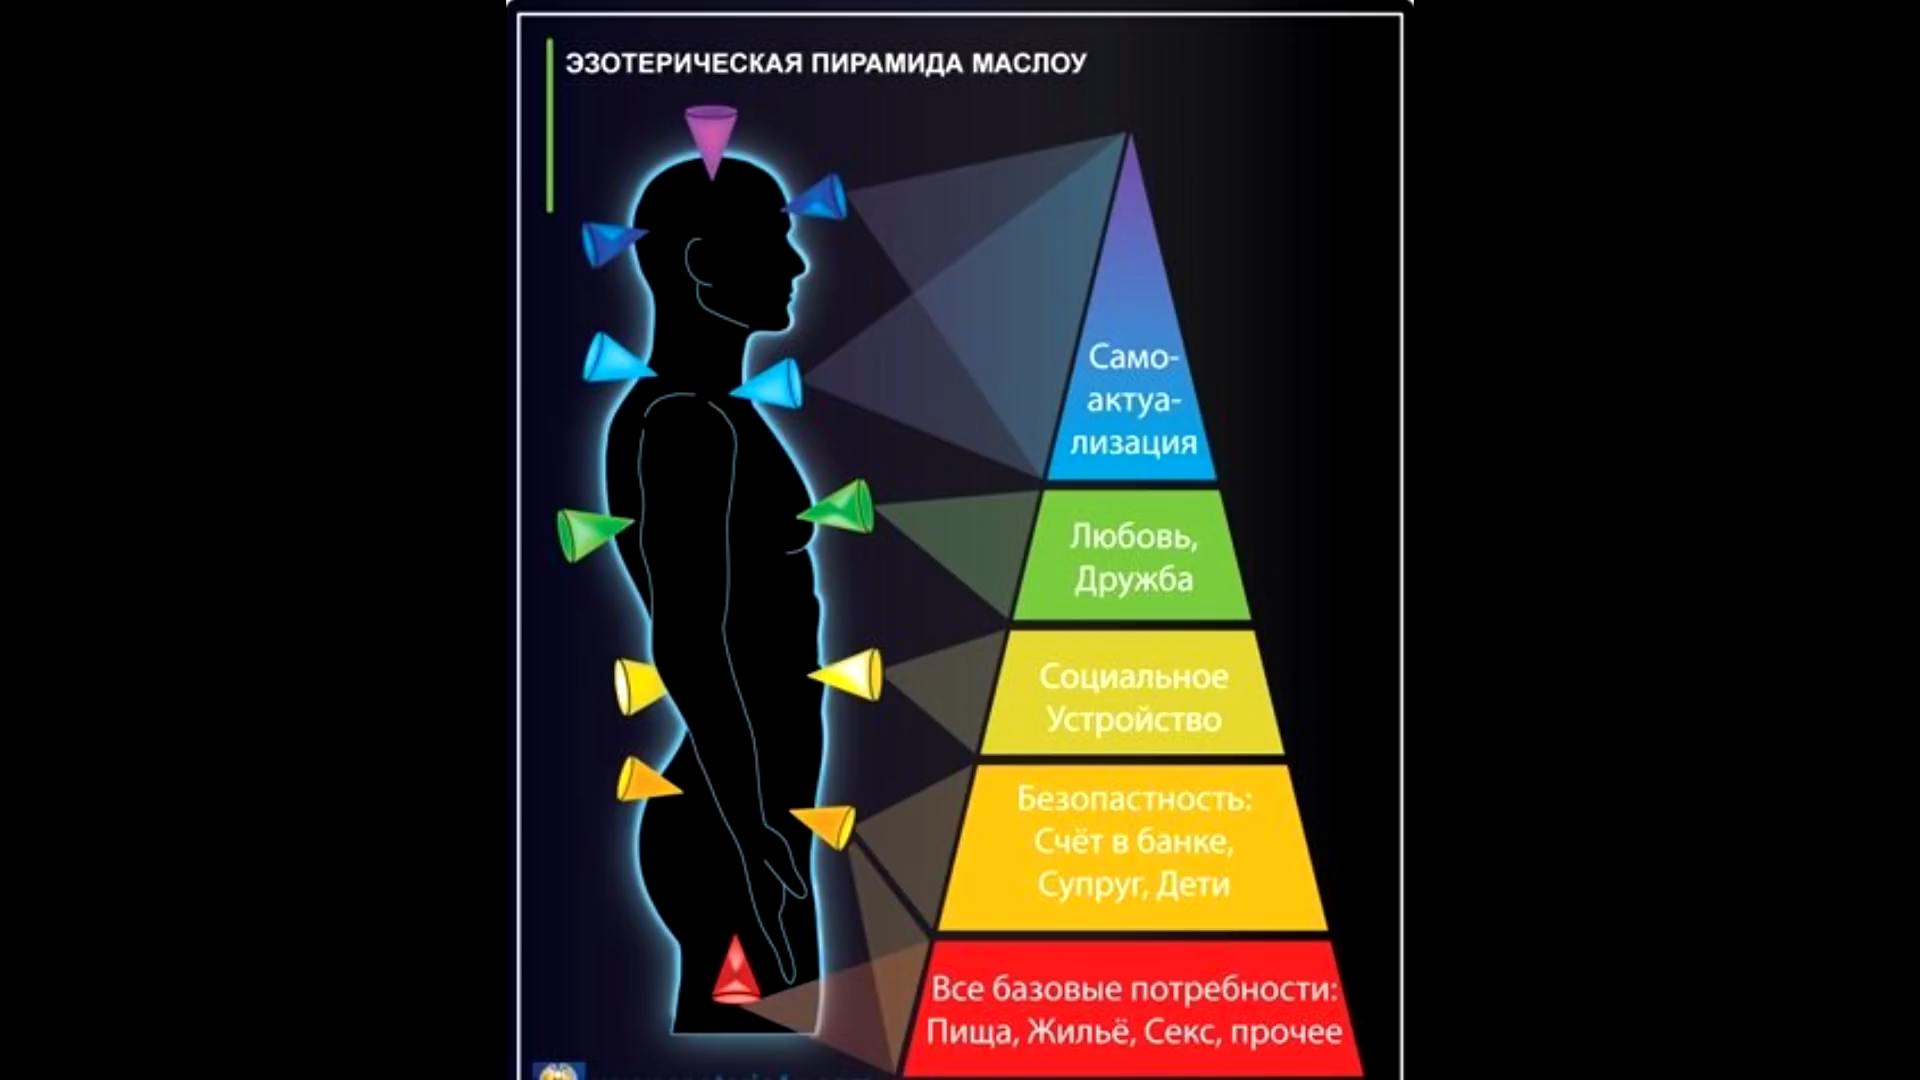 ЭЗОТЕРИЧЕСКАЯ ПИРАМИДА МАСЛОУ
Само-
актуа-
лизация
Любовь,
Дружба
Социальное
Устройство
Безопастность:
Счёт в банке,
Супруг, Дети
Все базовые потребности:
Пища, Жильё, Секс, прочее